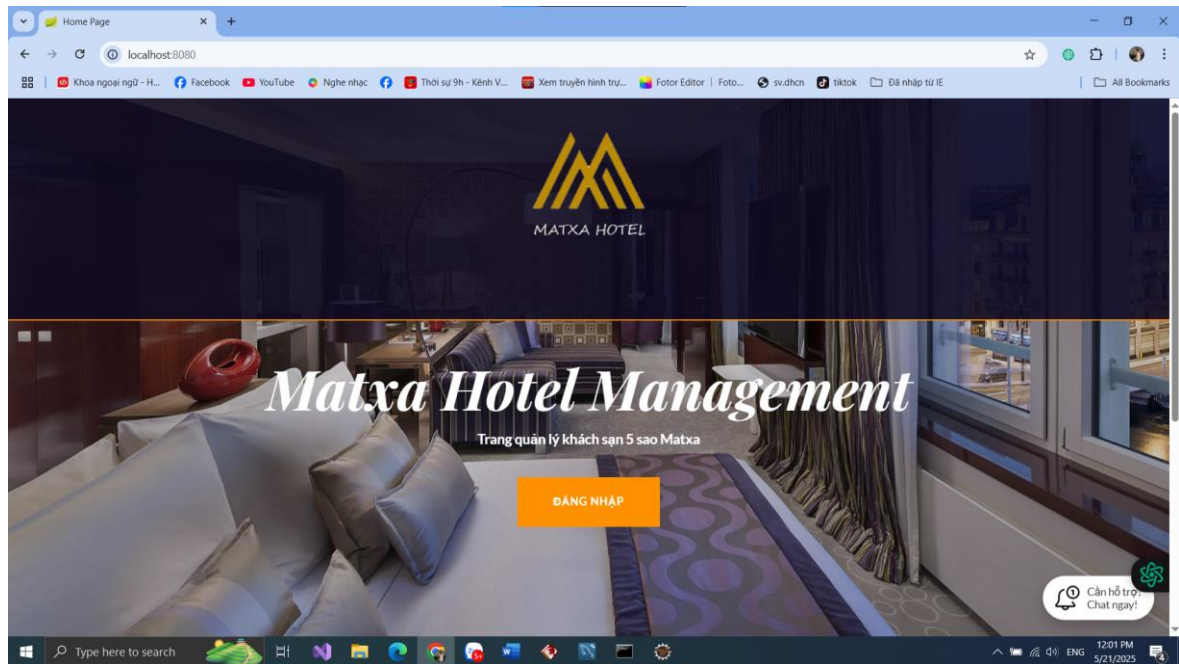 Home Page
localhost:8080
Khoa ngoại ngữ - H...
Facebook
YouTube
Nghe nhạc
Thời sự 9h - Kênh V...
Xem truyền hình trự...
Fotor Editor | Foto...
sv.dhcn
tiktok
Đã nhập từ IE
All Bookmarks
MATXA HOTEL
Matxa Hotel Management
Trang quản lý khách sạn 5 sao Matxa
ĐĂNG NHẬP
Cần hỗ trợ?
Chat ngay!
Type here to search
ENG
12:01 PM
5/21/2025